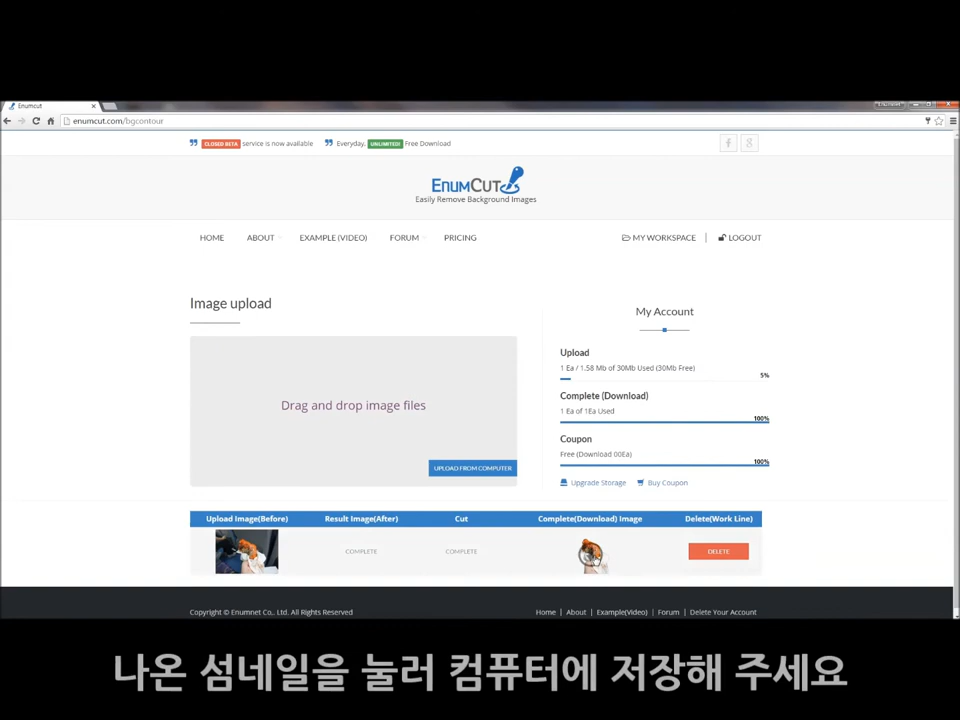 Enumcut
Enumnet
enumcut.com/bgcontour
CLOSED BETA service is now available
Everyday, UNLIMITED! Free Download
f g
ENUMCUT
Easily Remove Background Images
HOME ABOUT EXAMPLE (VIDEO) FORUM PRICING MY WORKSPACE | LOGOUT
Image upload
My Account
Upload
1 Ea / 1.58 Mb of 30Mb Used (30Mb Free)
5%
Drag and drop image files
Complete (Download)
1 Ea of 1Ea Used
100%
Coupon
Free (Download 00Ea)
100%
UPLOAD FROM COMPUTER
Upgrade Storage Buy Coupon
Upload Image(Before) Result Image(After) Cut Complete(Download) Image Delete(Work Line)
COMPLETE COMPLETE DELETE
Copyright © Enumnet Co,. Ltd. All Rights Reserved
Home | About | Example(Video) | Forum | Delete Your Account
나온 섬네일을 눌러 컴퓨터에 저장해 주세요